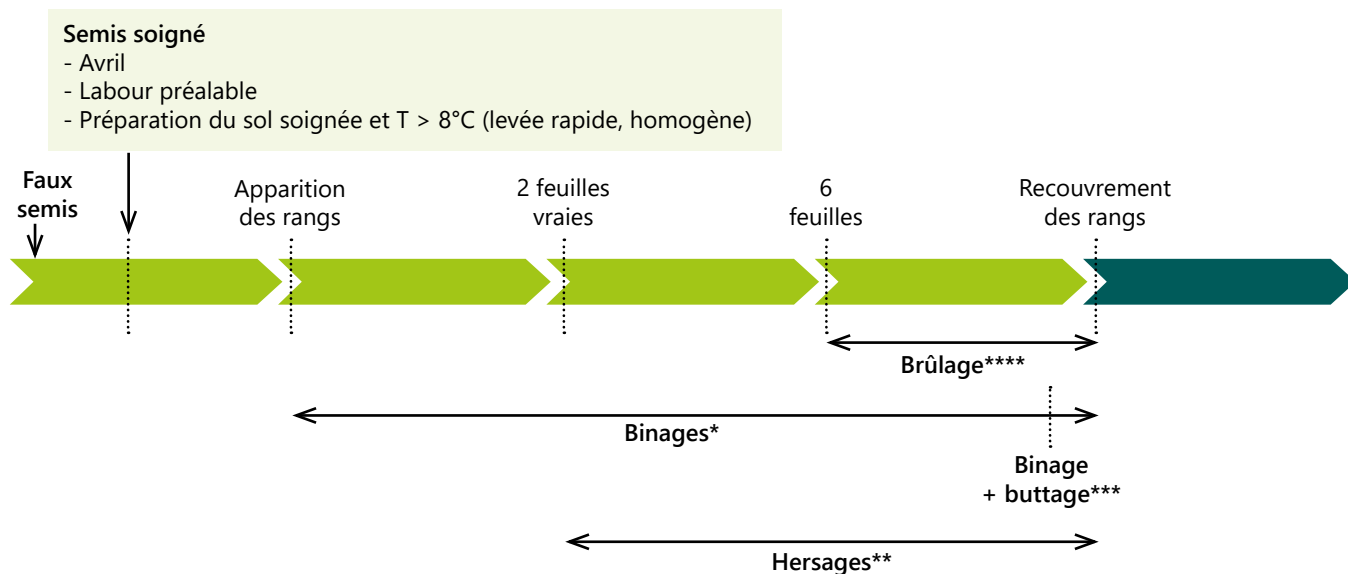 Semis soigné
- Avril
- Labour préalable
- Préparation du sol soignée et T > 8°C (levée rapide, homogène)
Faux
semis
Apparition
des rangs
2 feuilles
vraies
6
feuilles
Recouvrement
des rangs
Brûlage****
Binages*
Binage
+ buttage***
Hersages**